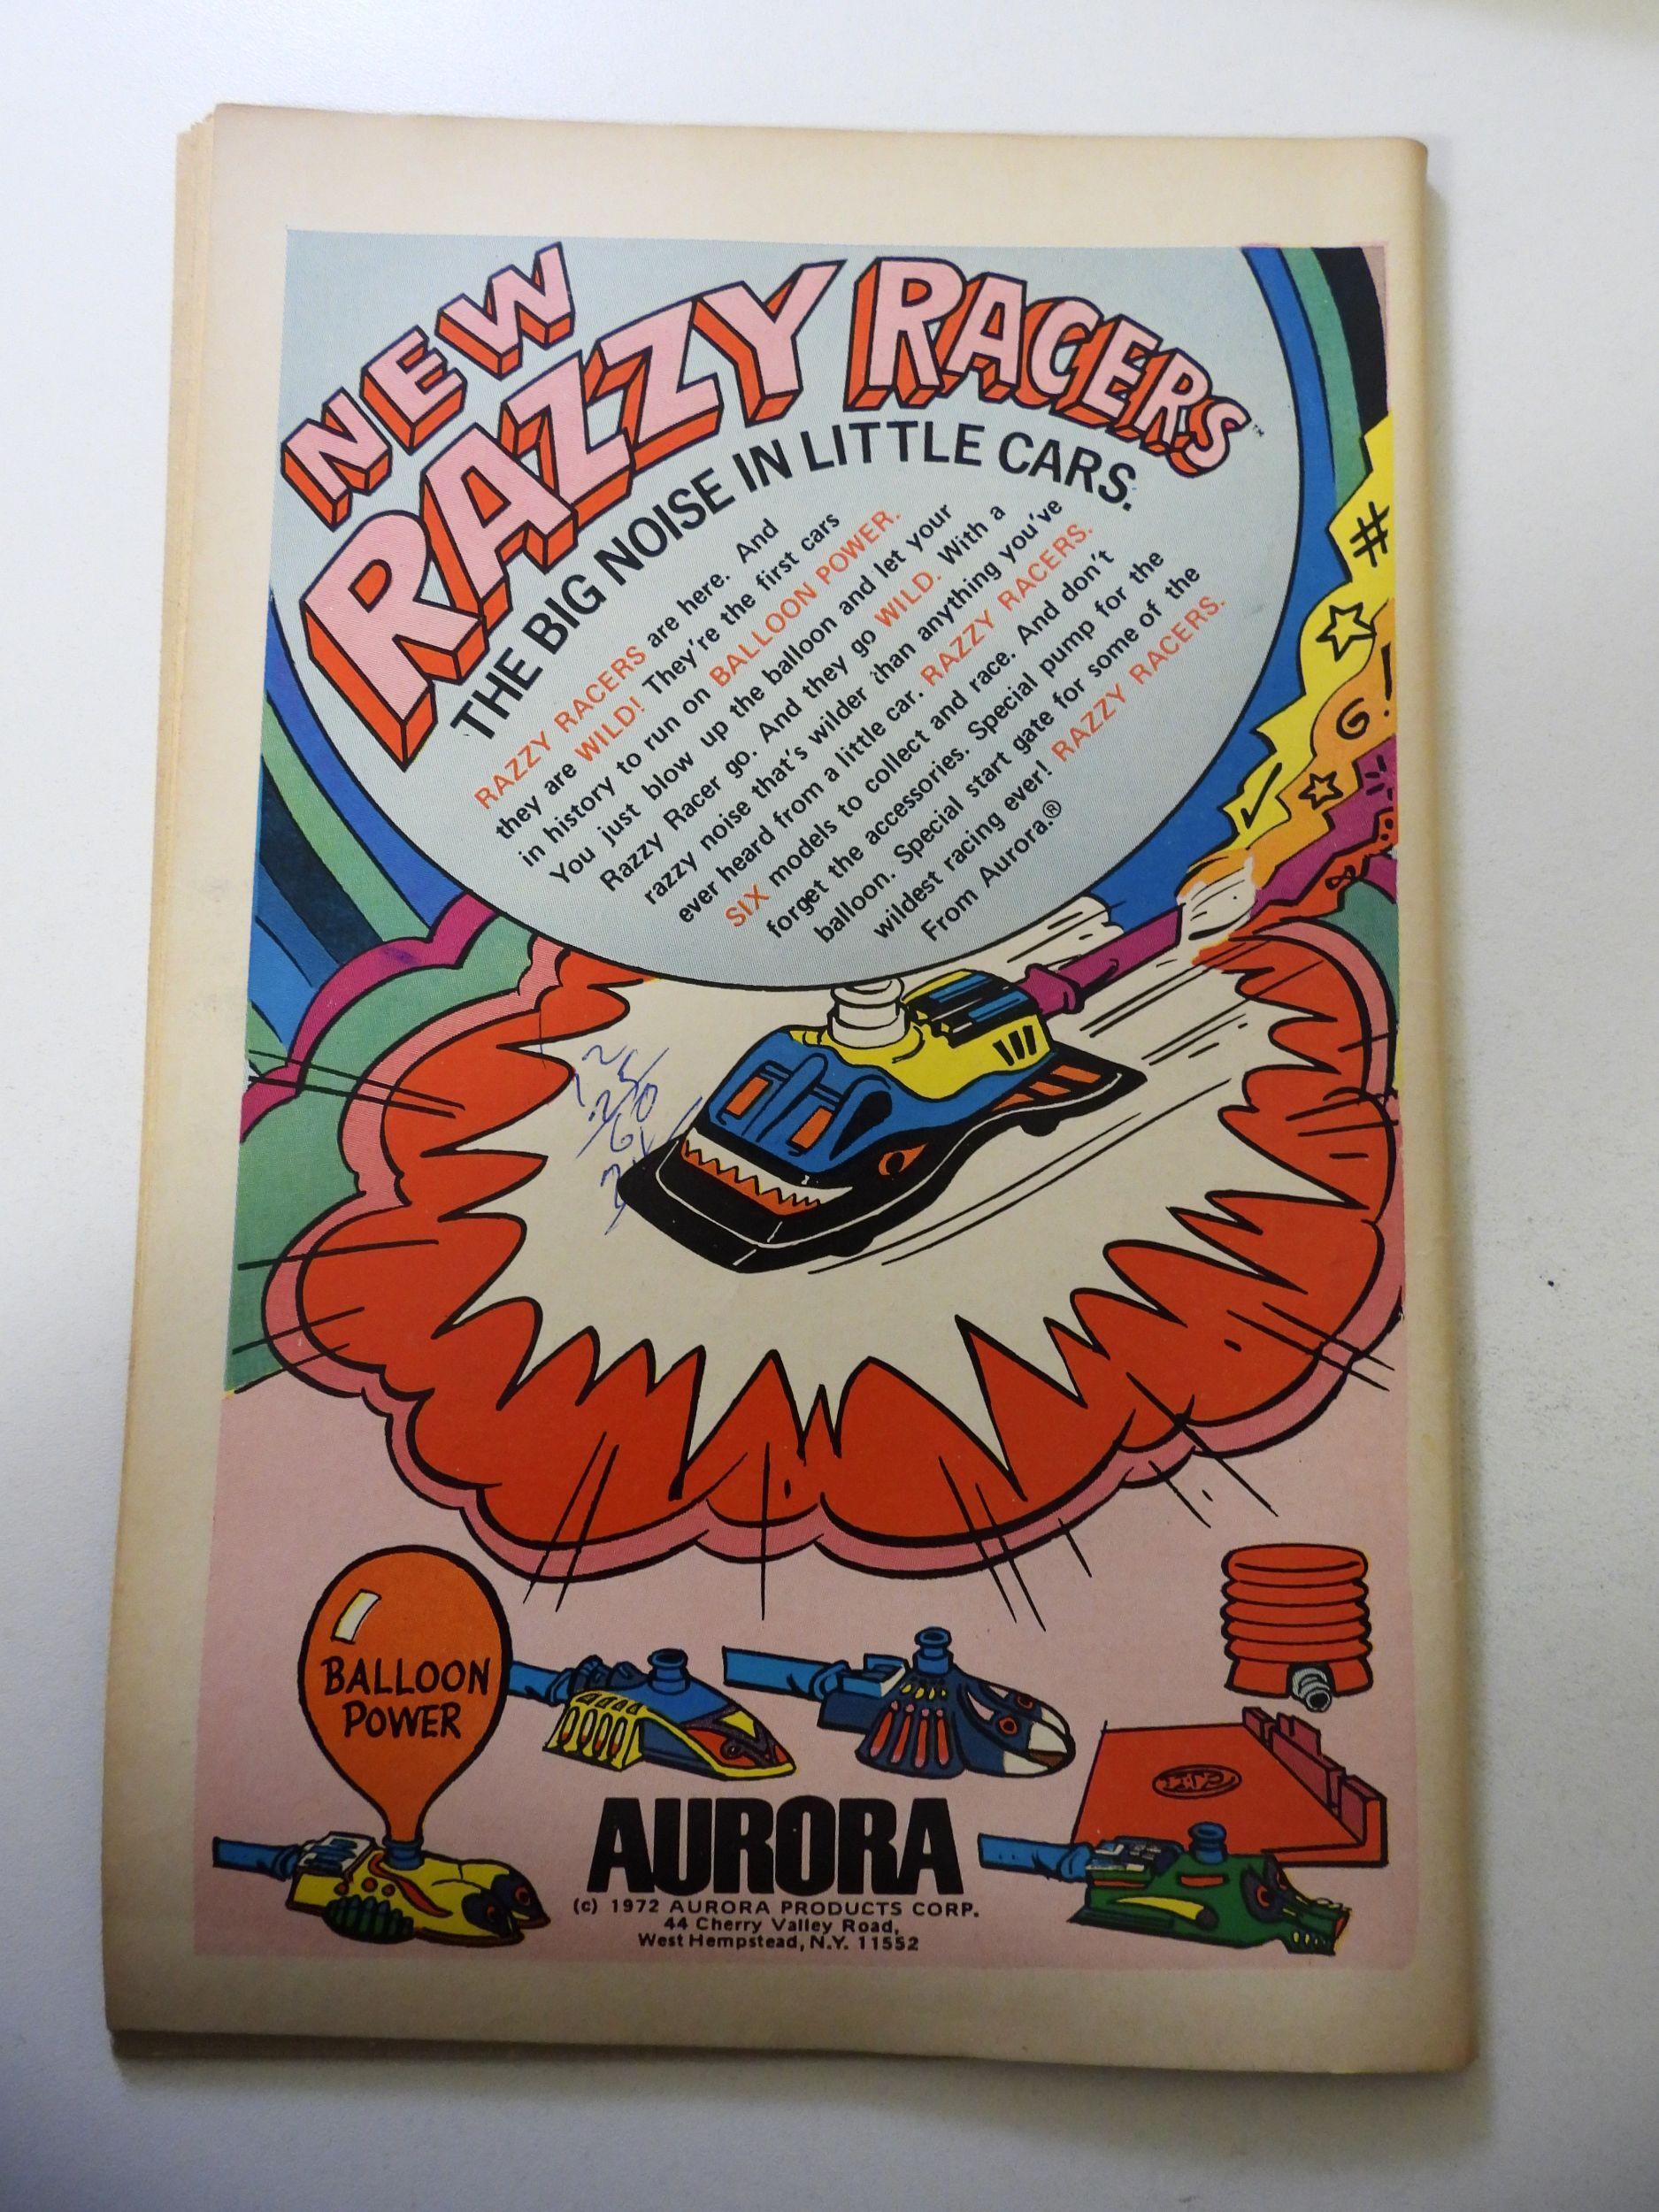 NEW
RAZZY RACERS™
THE BIG NOISE IN LITTLE CARS.
RAZZY RACERS are here. And
they are WILD! They're the first cars
in history to run on BALLOON POWER.
You just blow up the balloon and let your
Razzy Racer go. And they go WILD. With a
razzy noise that's wilder than anything you've
ever heard from a little car. RAZZY RACERS.
SIX models to collect and race. And don't
forget the accessories. Special pump for the
balloon. Special start gate for some of the
wildest racing ever! RAZZY RACERS.
From Aurora.®
BALLOON
POWER
AURORA
(c) 1972 AURORA PRODUCTS CORP.
44 Cherry Valley Road,
West Hempstead, N.Y. 11552